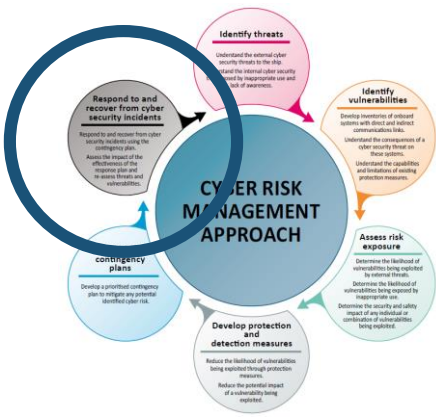 Identify threats
Understand the external cyber
security threats to the ship.
the internal cyber security
by inappropriate use and
lack of awareness.
Identify
vulnerabilities
Develop inventories of onboard
systems with direct and indirect
communications links.
Understand the consequences of a
cyber security threat on
these systems.
Understand the capabilities
and limitations of existing
protection measures.
Assess risk
exposure
Determine the likelihood of
vulnerabilities being exploited
by external threats.
Determine the likelihood of
vulnerabilities being exposed by
inappropriate use.
Determine the security and safety
impact of any individual or
combination of vulnerabilities
being exploited.
Develop protection
and
detection measures
Reduce the likelihood of vulnerabilities
being exploited through protection
measures.
Reduce the potential impact
of a vulnerability being
exploited.
contingency
plans
Develop a prioritised contingency
plan to mitigate any potential
identified cyber risk.
Respond to and
recover from cyber
security incidents
Respond to and recover from cyber
security incidents using the
contingency plan.
Assess the impact of the
effectiveness of the
response plan and
re-assess threats and
vulnerabilities.
CYBER RISK
MANAGEMENT
APPROACH